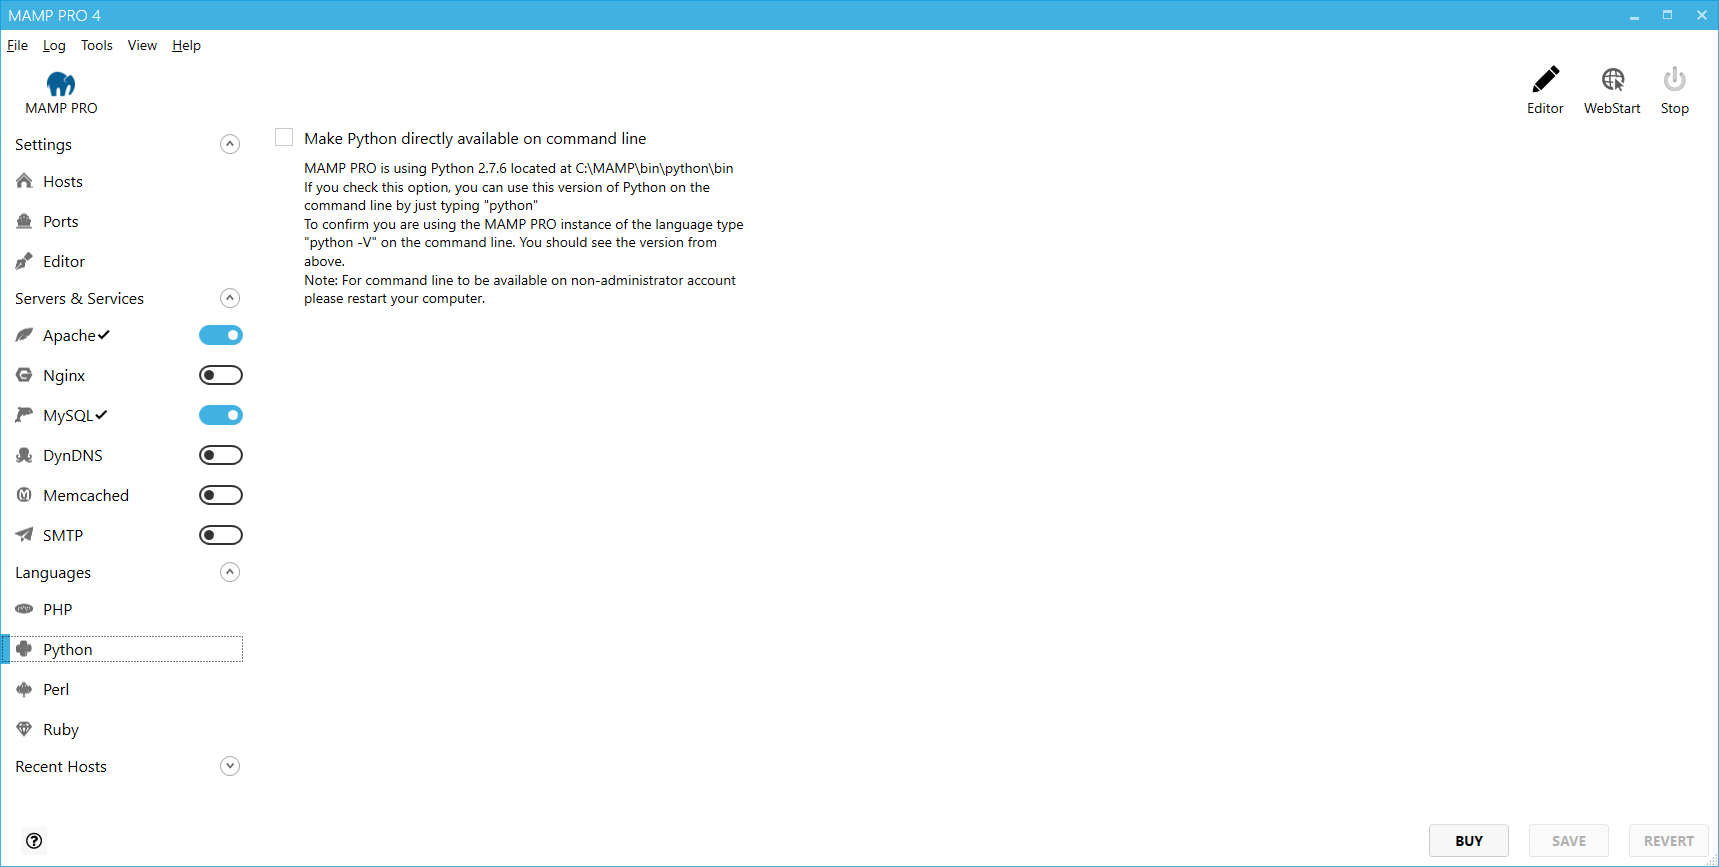 MAMP PRO 4
File Log Tools View Help
MAMP PRO
Editor WebStart Stop
Settings
Hosts
Ports
Editor
Servers & Services
Apache
Nginx
MySQL
DynDNS
Memcached
SMTP
Languages
PHP
Python
Perl
Ruby
Recent Hosts
Make Python directly available on command line
MAMP PRO is using Python 2.7.6 located at C:\MAMP\bin\python\bin
If you check this option, you can use this version of Python on the
command line by just typing "python"
To confirm you are using the MAMP PRO instance of the language type
"python -V" on the command line. You should see the version from
above.
Note: For command line to be available on non-administrator account
please restart your computer.
?
BUY SAVE REVERT